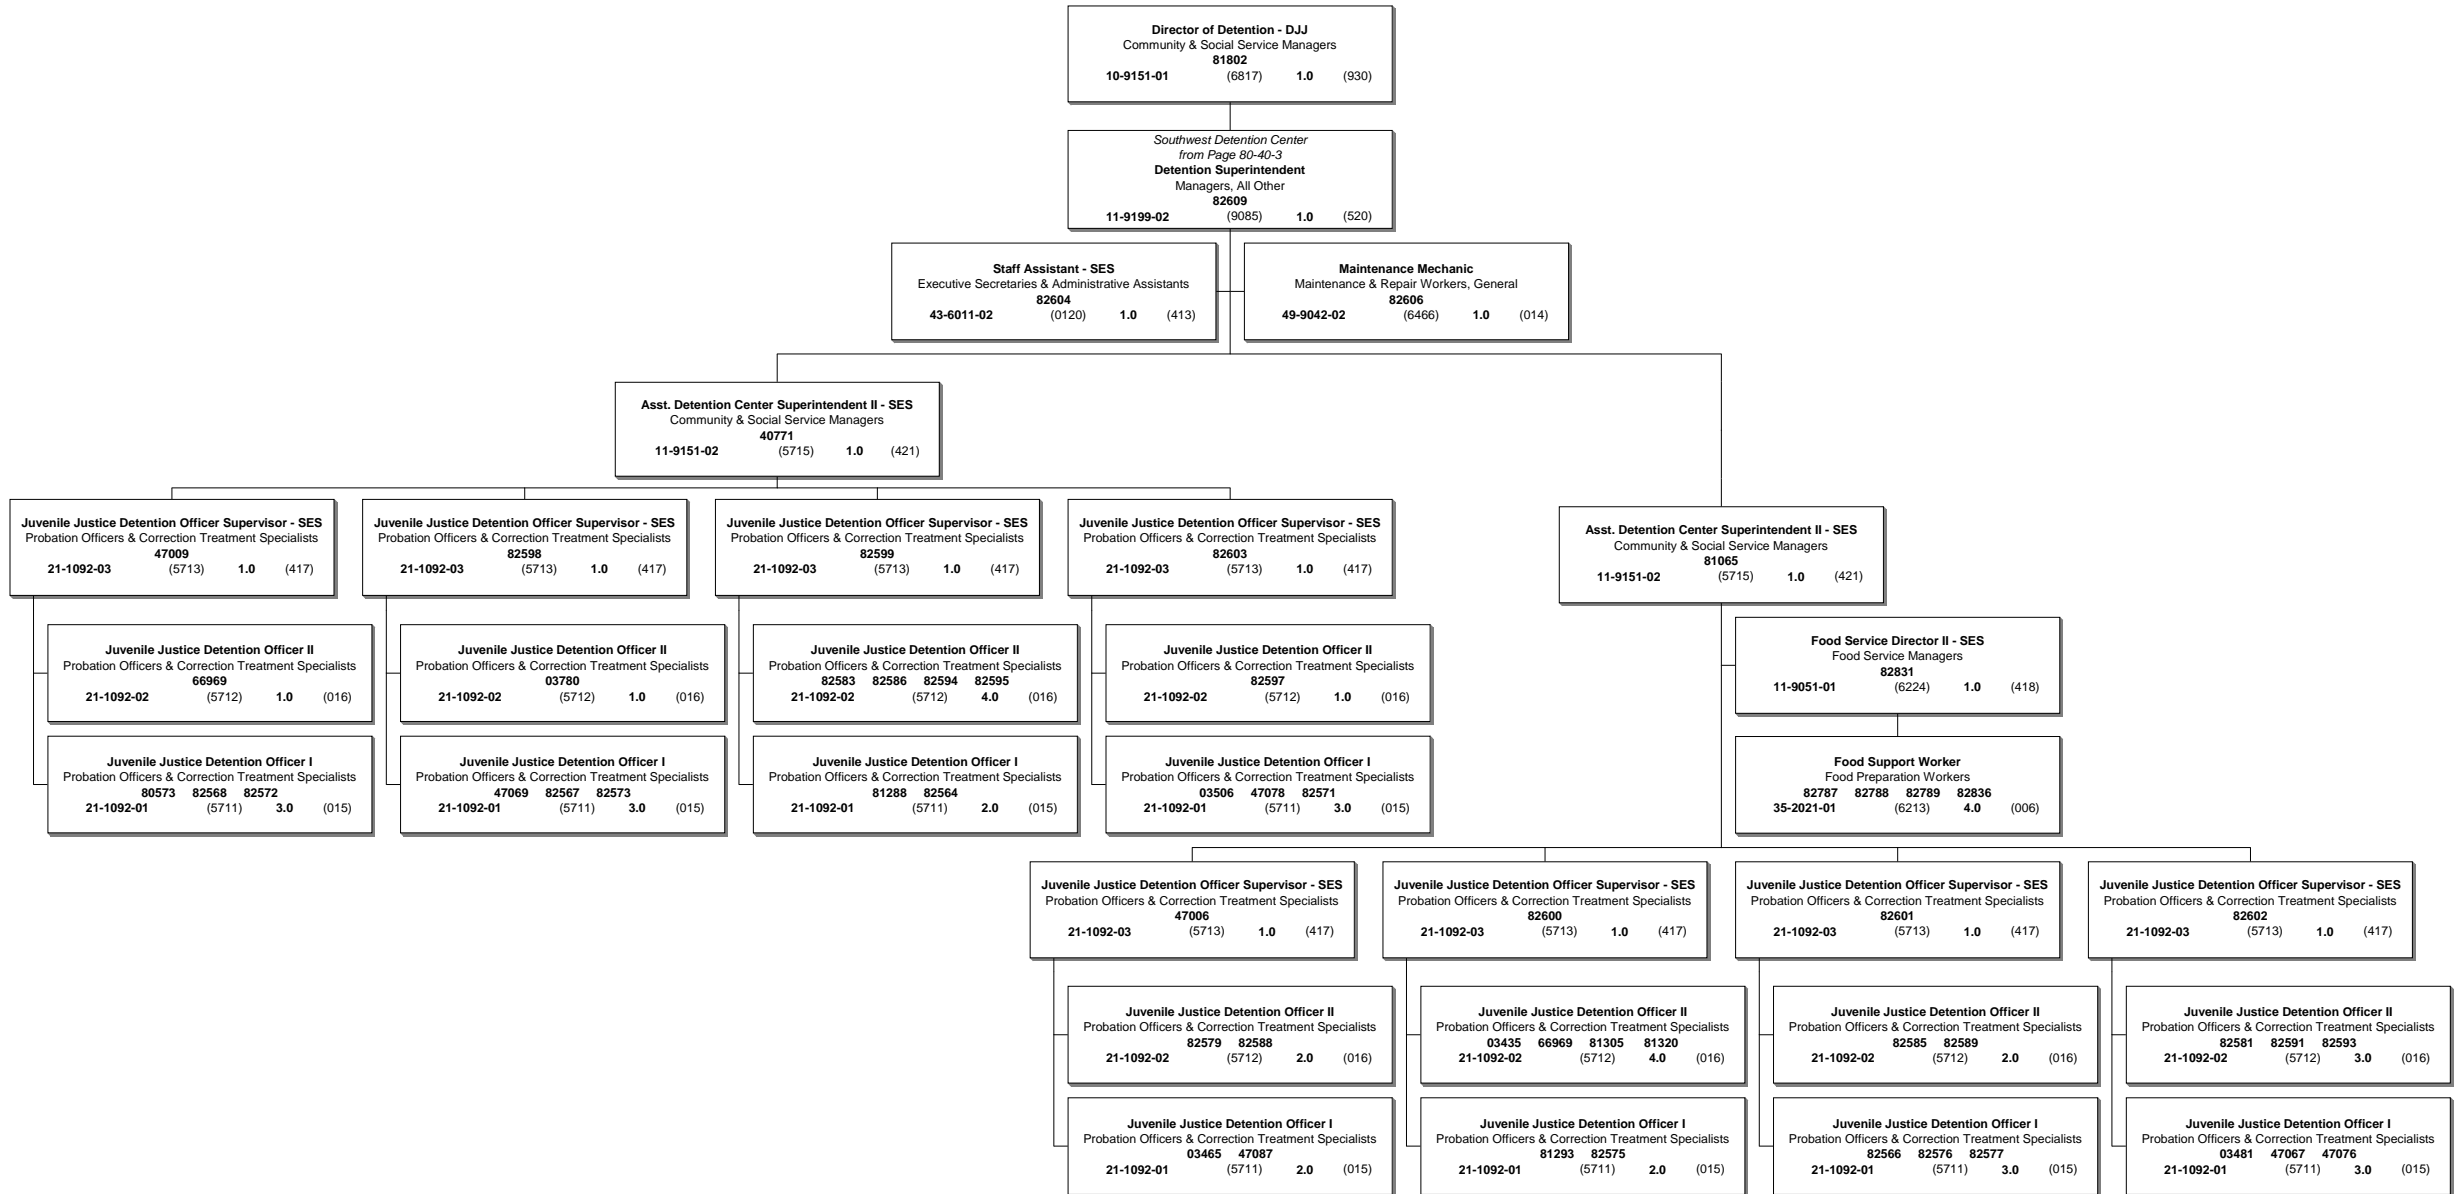 Director of Detention - DJJ
Community & Social Service Managers
81802
10-9151-01 (6817) 1.0 (930)
Southwest Detention Center
from Page 80-40-3
Detention Superintendent
Managers, All Other
82609
11-9199-02 (9085) 1.0 (520)
Staff Assistant - SES
Executive Secretaries & Administrative Assistants
82604
43-6011-02 (0120) 1.0 (413)
Maintenance Mechanic
Maintenance & Repair Workers, General
82606
49-9042-02 (6466) 1.0 (014)
Asst. Detention Center Superintendent II - SES
Community & Social Service Managers
40771
11-9151-02 (5715) 1.0 (421)
Juvenile Justice Detention Officer Supervisor - SES
Probation Officers & Correction Treatment Specialists
47009
21-1092-03 (5713) 1.0 (417)
Juvenile Justice Detention Officer II
Probation Officers & Correction Treatment Specialists
66969
21-1092-02 (5712) 1.0 (016)
Juvenile Justice Detention Officer I
Probation Officers & Correction Treatment Specialists
80573 82568 82572
21-1092-01 (5711) 3.0 (015)
Juvenile Justice Detention Officer Supervisor - SES
Probation Officers & Correction Treatment Specialists
82598
21-1092-03 (5713) 1.0 (417)
Juvenile Justice Detention Officer II
Probation Officers & Correction Treatment Specialists
03780
21-1092-02 (5712) 1.0 (016)
Juvenile Justice Detention Officer I
Probation Officers & Correction Treatment Specialists
47069 82567 82573
21-1092-01 (5711) 3.0 (015)
Juvenile Justice Detention Officer Supervisor - SES
Probation Officers & Correction Treatment Specialists
82599
21-1092-03 (5713) 1.0 (417)
Juvenile Justice Detention Officer II
Probation Officers & Correction Treatment Specialists
82583 82586 82594 82595
21-1092-02 (5712) 4.0 (016)
Juvenile Justice Detention Officer I
Probation Officers & Correction Treatment Specialists
81288 82564
21-1092-01 (5711) 2.0 (015)
Juvenile Justice Detention Officer Supervisor - SES
Probation Officers & Correction Treatment Specialists
82603
21-1092-03 (5713) 1.0 (417)
Juvenile Justice Detention Officer II
Probation Officers & Correction Treatment Specialists
82597
21-1092-02 (5712) 1.0 (016)
Juvenile Justice Detention Officer I
Probation Officers & Correction Treatment Specialists
03506 47078 82571
21-1092-01 (5711) 3.0 (015)
Asst. Detention Center Superintendent II - SES
Community & Social Service Managers
81065
11-9151-02 (5715) 1.0 (421)
Food Service Director II - SES
Food Service Managers
82831
11-9051-01 (6224) 1.0 (418)
Food Support Worker
Food Preparation Workers
82787 82788 82789 82836
35-2021-01 (6213) 4.0 (006)
Juvenile Justice Detention Officer Supervisor - SES
Probation Officers & Correction Treatment Specialists
47006
21-1092-03 (5713) 1.0 (417)
Juvenile Justice Detention Officer II
Probation Officers & Correction Treatment Specialists
82579 82588
21-1092-02 (5712) 2.0 (016)
Juvenile Justice Detention Officer I
Probation Officers & Correction Treatment Specialists
03465 47087
21-1092-01 (5711) 2.0 (015)
Juvenile Justice Detention Officer Supervisor - SES
Probation Officers & Correction Treatment Specialists
82600
21-1092-03 (5713) 1.0 (417)
Juvenile Justice Detention Officer II
Probation Officers & Correction Treatment Specialists
03435 66969 81305 81320
21-1092-02 (5712) 4.0 (016)
Juvenile Justice Detention Officer I
Probation Officers & Correction Treatment Specialists
81293 82575
21-1092-01 (5711) 2.0 (015)
Juvenile Justice Detention Officer Supervisor - SES
Probation Officers & Correction Treatment Specialists
82601
21-1092-03 (5713) 1.0 (417)
Juvenile Justice Detention Officer II
Probation Officers & Correction Treatment Specialists
82585 82589
21-1092-02 (5712) 2.0 (016)
Juvenile Justice Detention Officer I
Probation Officers & Correction Treatment Specialists
82566 82576 82577
21-1092-01 (5711) 3.0 (015)
Juvenile Justice Detention Officer Supervisor - SES
Probation Officers & Correction Treatment Specialists
82602
21-1092-03 (5713) 1.0 (417)
Juvenile Justice Detention Officer II
Probation Officers & Correction Treatment Specialists
82581 82591 82593
21-1092-02 (5712) 3.0 (016)
Juvenile Justice Detention Officer I
Probation Officers & Correction Treatment Specialists
03481 47067 47076
21-1092-01 (5711) 3.0 (015)